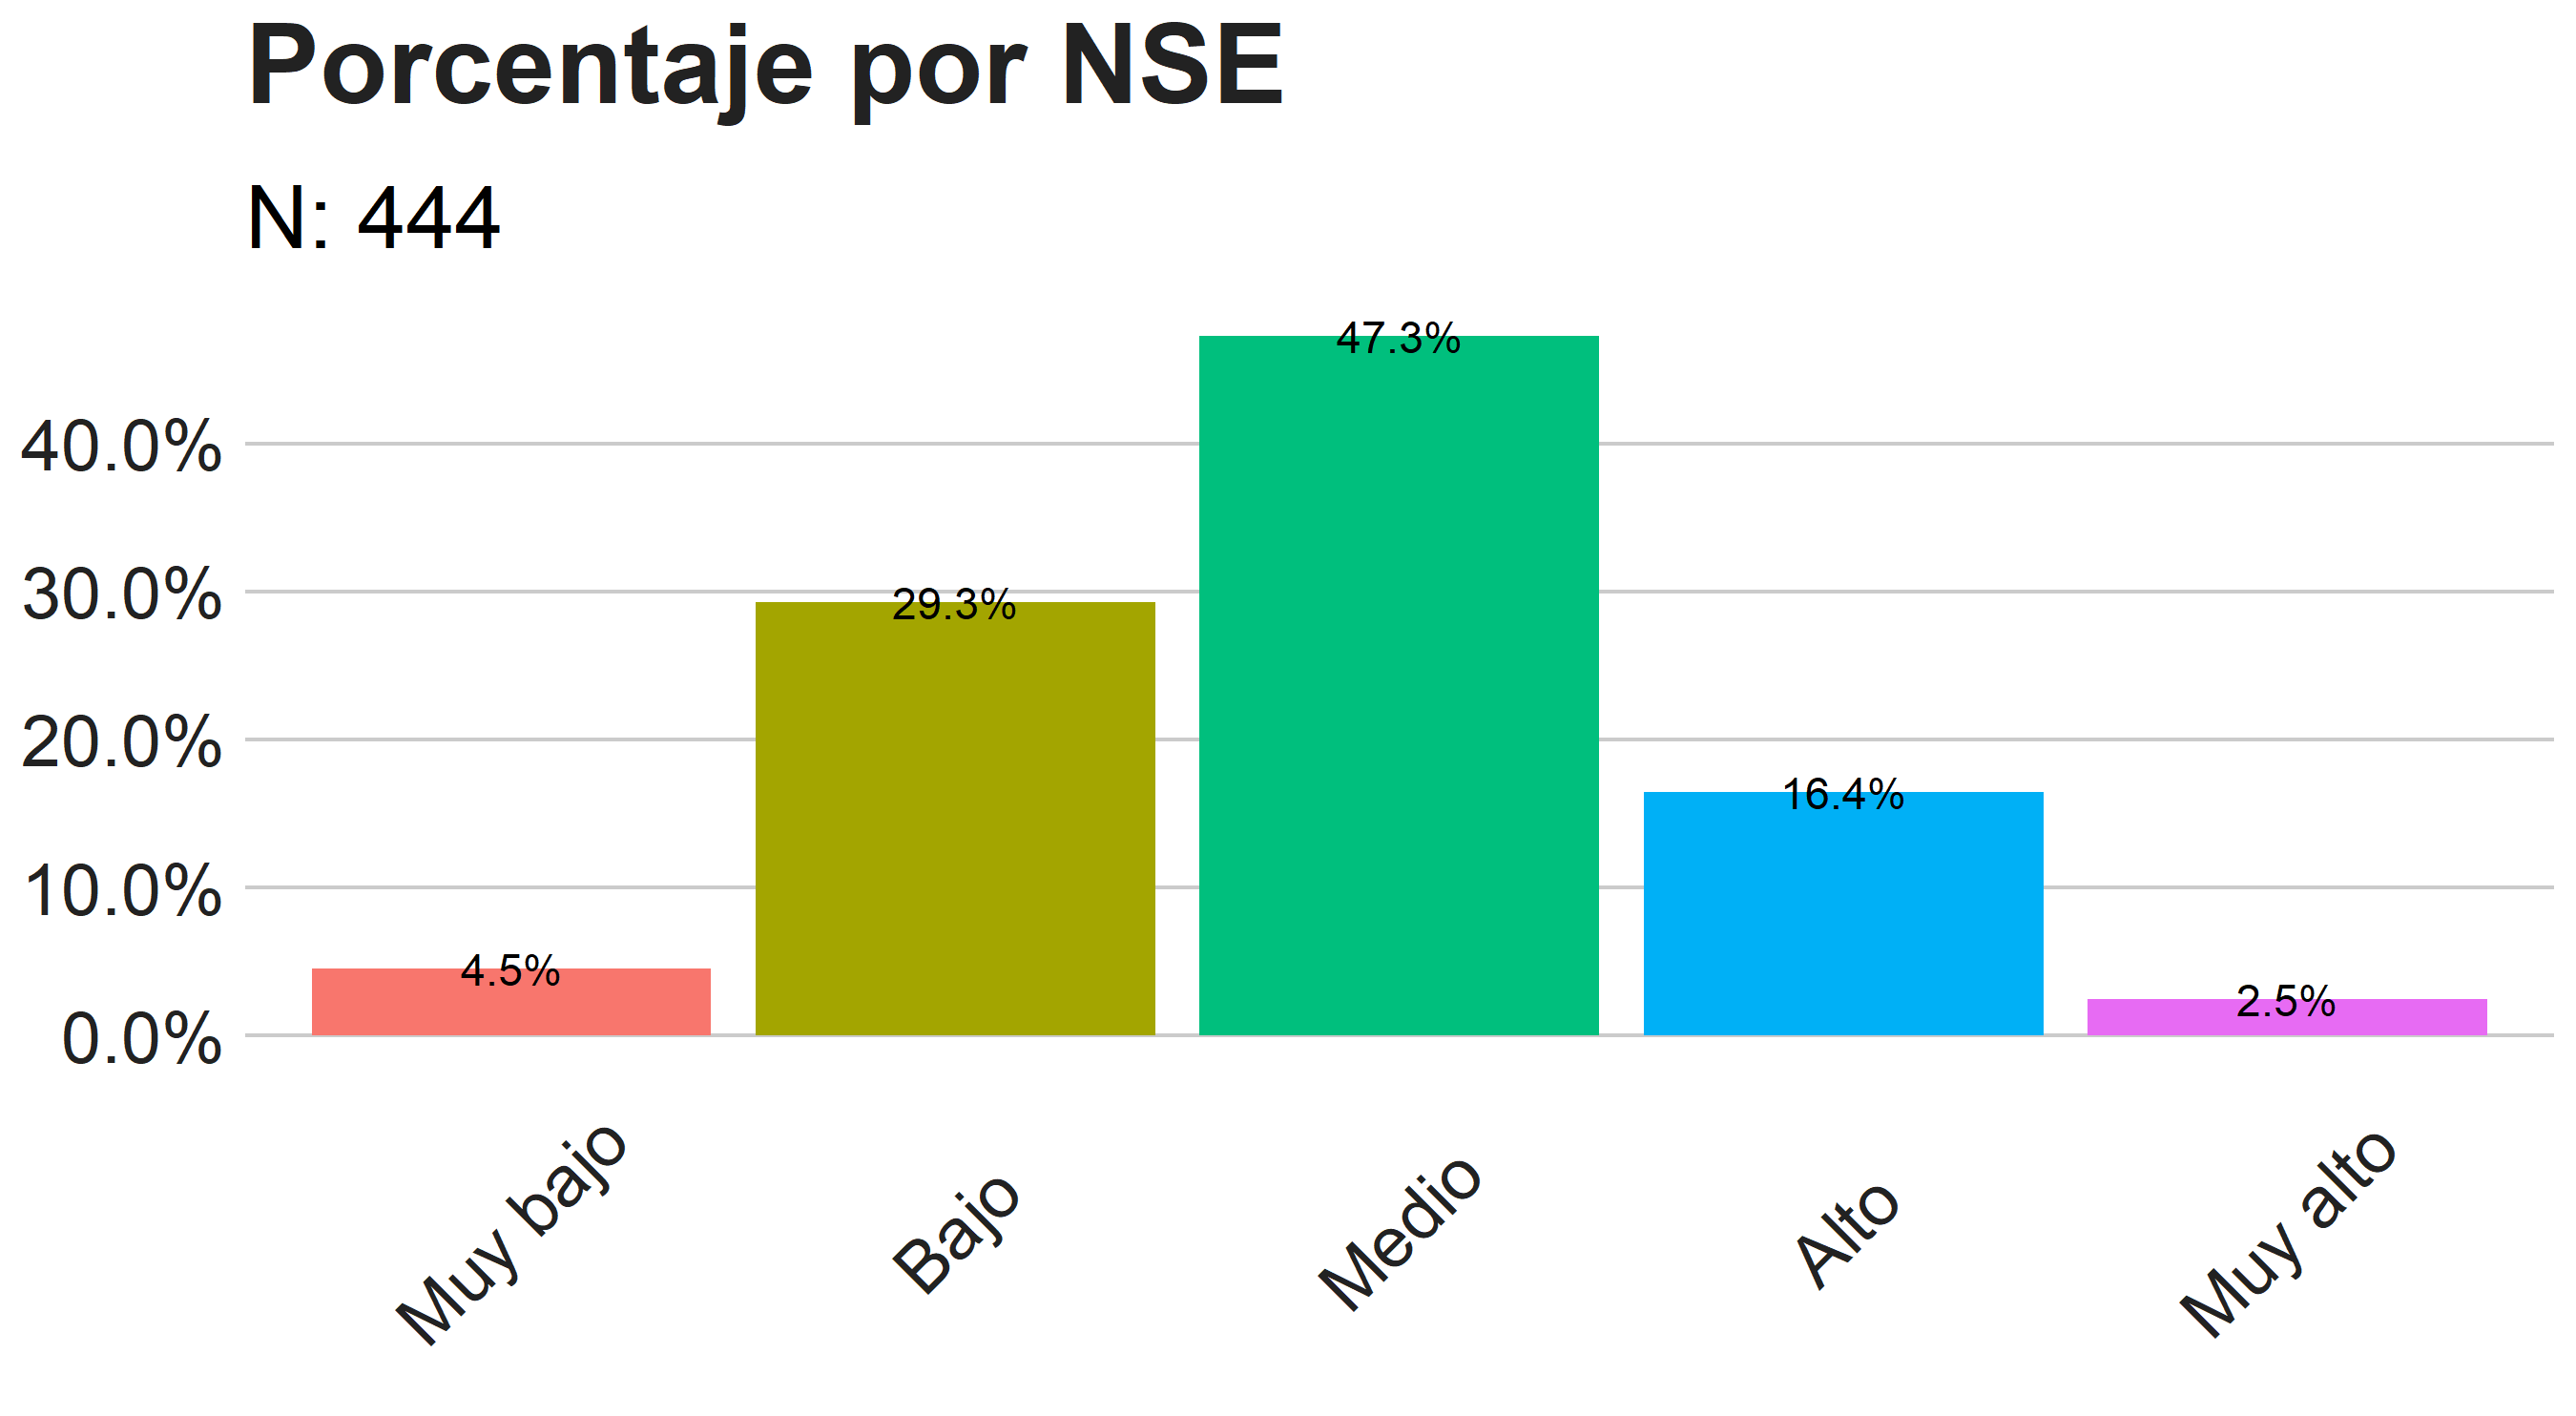 Porcentaje por NSE
N: 444
47.3%
40.0%
30.0%
29.3%
20.0%
16.4%
10.0%
4.5%
2.5%
0.0%
Muy bajo
Bajo
Medio
Alto
Muy alto